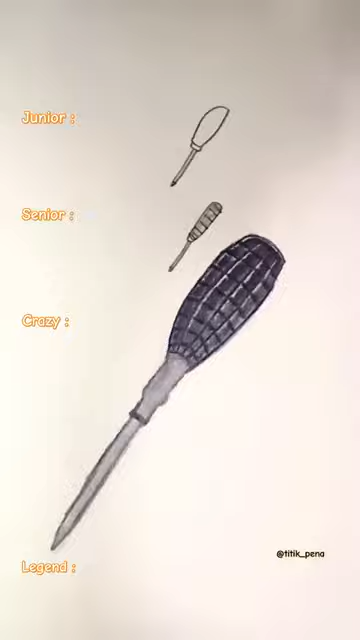 Junior :
Senior :
Crazy :
@titik_pena
Legend :